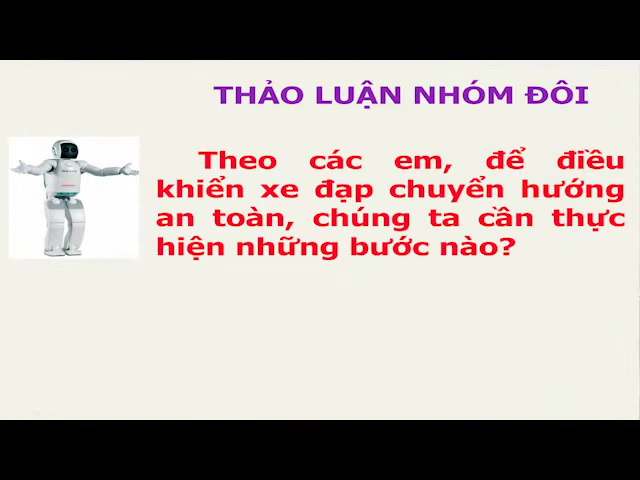 THẢO LUẬN NHÓM ĐÔI
Theo các em, để điều
khiển xe đạp chuyển hướng
an toàn, chúng ta cần thực
hiện những bước nào?